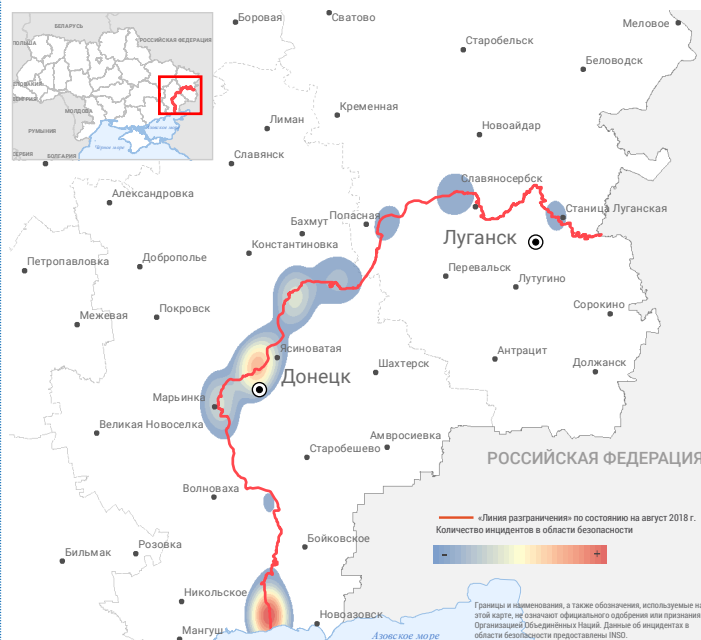 Боровая
Сватово
Меловое
БЕЛАРУСЬ
ПОЛЬША
РОССИЙСКАЯ ФЕДЕРАЦИЯ
Старобельск
Беловодск
МОЛДОВА
РУМЫНИЯ
Азовское море
Чёрное море
БОЛГАРИЯ
Кременная
Лиман
Новоайдар
Славянск
Славяносербск
Александровка
Попасная
Станица Луганская
Бахмут
Луганск
Константиновка
Петропавловка
Доброполье
Перевальск
Лутугино
Межевая
Покровск
Сорокино
Ясиноватая
Антрацит
Шахтерск
Должанск
Донецк
Марьинка
Великая Новоселка
Амвросиевка
Старобешево
РОССИЙСКАЯ ФЕДЕРАЦИЯ
Волноваха
«Линия разграничения» по состоянию на август 2018 г.
Количество инцидентов в области безопасности
- +
Розовка
Бойковское
Бильмак
Никольское
Новоазовск
Мангуш
Азовское море
Границы и наименования, а также обозначения, используемые на
этой карте, не означают официального одобрения или признания
Организацией Объединённых Наций. Данные об инцидентах в
области безопасности предоставлены INSO.